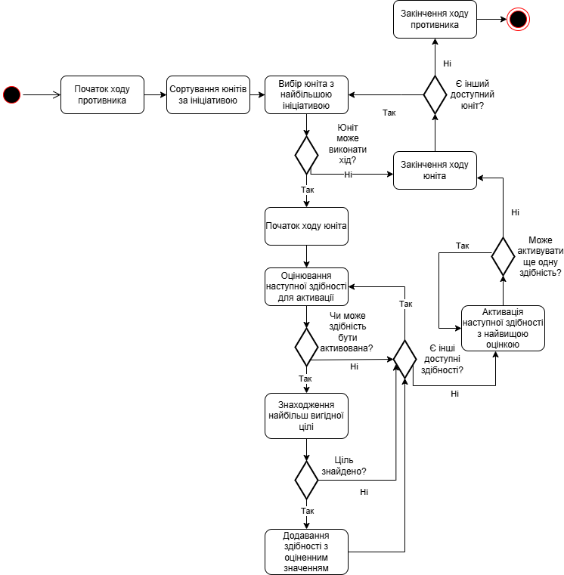 Закінчення ходу
противника
Ні
Є інший
доступний
юніт?
Так
Початок ходу
противника
Сортування юнітів
за ініціативою
Вибір юніта з
найбільшою
ініціативою
Юніт
може
виконати
хід?
Ні
Так
Закінчення ходу
юніта
Початок ходу юніта
Ні
Може
активувати
ще одну
здібність?
Так
Оцінювання
наступної здібності
для активації
Так
Активація
наступної здібності
з найвищою
оцінкою
Чи може
здібність
бути
активована?
Ні
Так
Є інші
доступні
здібності?
Ні
Знаходження
найбільш вигідної
цілі
Ціль
знайдено?
Ні
Так
Додавання
здібності з
оціненним
значенням